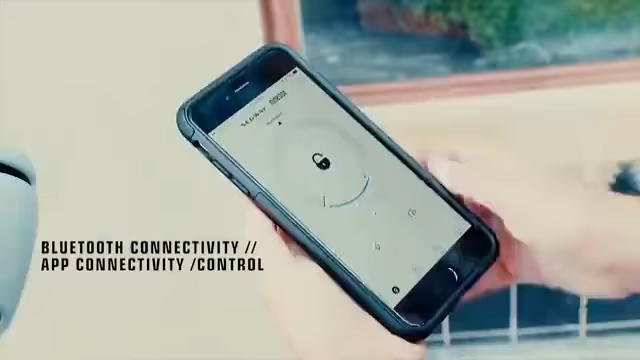 BLUETOOTH CONNECTIVITY //
APP CONNECTIVITY /CONTROL